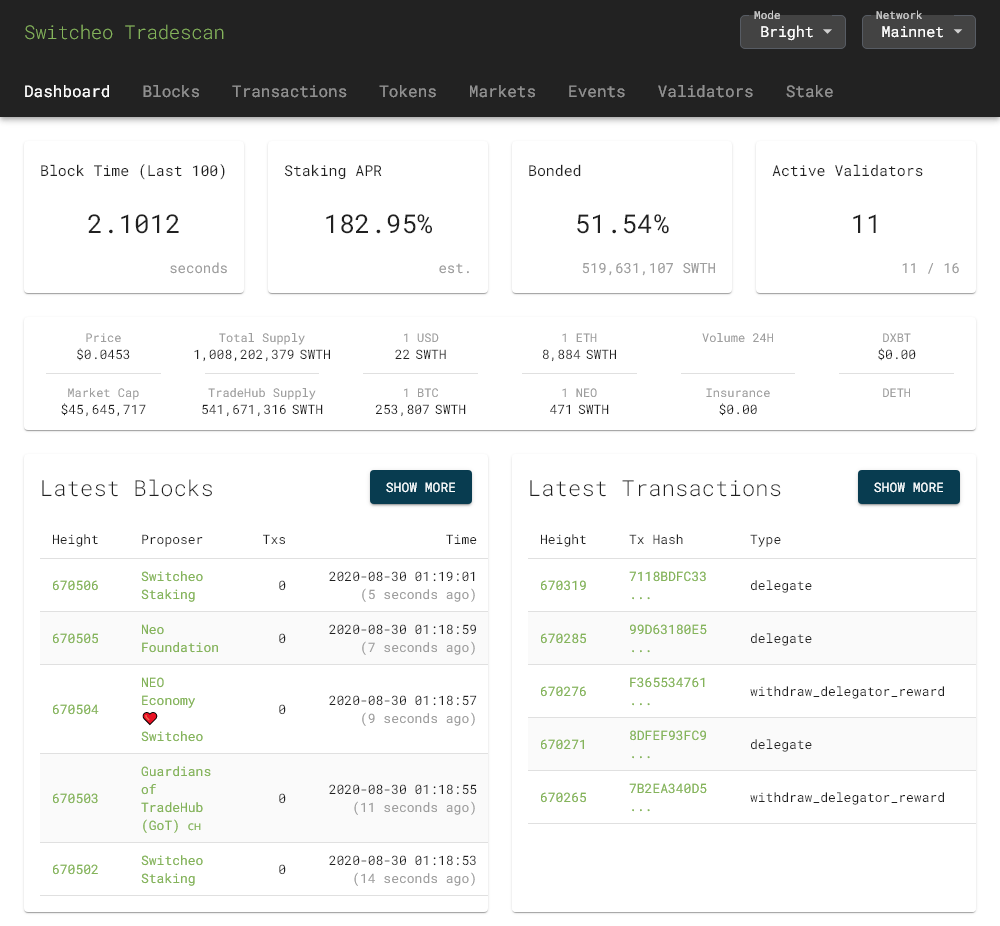 Switcheo Tradescan
Mode
Bright
Network
Mainnet
Dashboard Blocks Transactions Tokens Markets Events Validators Stake
Block Time (Last 100)
2.1012
seconds
Staking APR
182.95%
est.
Bonded
51.54%
519,631,107 SWTH
Active Validators
11
11 / 16
Price
$0.0453
Total Supply
1,008,202,379 SWTH
1 USD
22 SWTH
1 ETH
8,884 SWTH
Volume 24H
DXBT
$0.00
Market Cap
$45,645,717
TradeHub Supply
541,671,316 SWTH
1 BTC
253,807 SWTH
1 NEO
471 SWTH
Insurance
$0.00
DETH
Latest Blocks
SHOW MORE
Height Proposer Txs Time
670506 Switcheo Staking 0 2020-08-30 01:19:01
(5 seconds ago)
670505 Neo Foundation 0 2020-08-30 01:18:59
(7 seconds ago)
670504 NEO Economy ❤️ Switcheo 0 2020-08-30 01:18:57
(9 seconds ago)
670503 Guardians of TradeHub (GoT) CH 0 2020-08-30 01:18:55
(11 seconds ago)
670502 Switcheo Staking 0 2020-08-30 01:18:53
(14 seconds ago)
Latest Transactions
SHOW MORE
Height Tx Hash Type
670319 7118BDFC33 ... delegate
670285 99D63180E5 ... delegate
670276 F365534761 ... withdraw_delegator_reward
670271 8DFEF93FC9 ... delegate
670265 7B2EA340D5 ... withdraw_delegator_reward